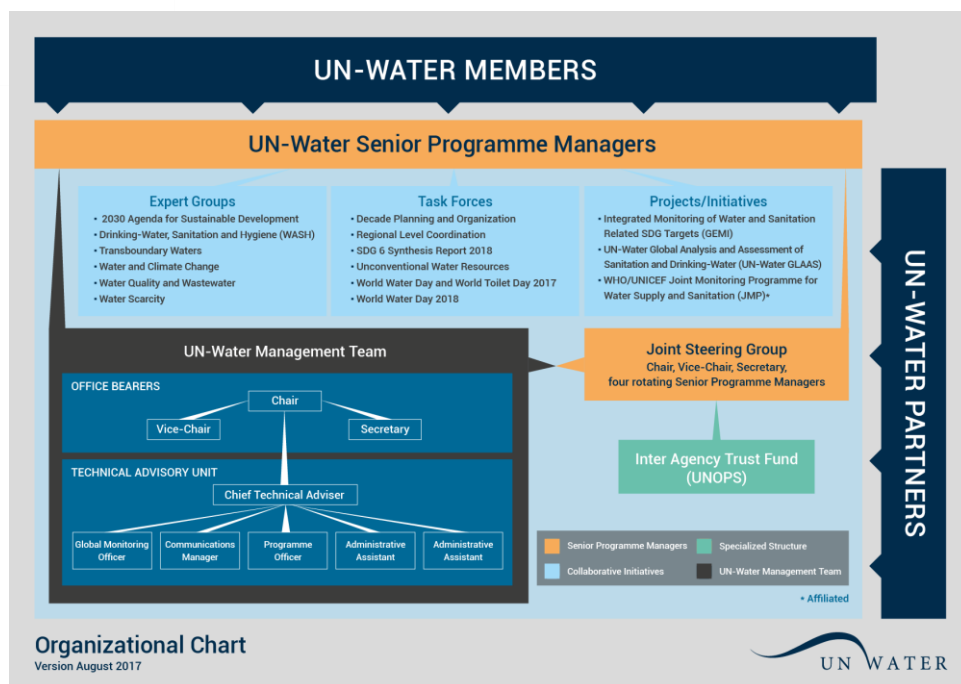 UN-WATER MEMBERS
UN-Water Senior Programme Managers
Expert Groups
• 2030 Agenda for Sustainable Development
• Drinking-Water, Sanitation and Hygiene (WASH)
• Transboundary Waters
• Water and Climate Change
• Water Quality and Wastewater
• Water Scarcity
Task Forces
• Decade Planning and Organization
• Regional Level Coordination
• SDG 6 Synthesis Report 2018
• Unconventional Water Resources
• World Water Day and World Toilet Day 2017
• World Water Day 2018
Projects/Initiatives
• Integrated Monitoring of Water and Sanitation
Related SDG Targets (GEMI)
• UN-Water Global Analysis and Assessment of
Sanitation and Drinking-Water (UN-Water GLAAS)
• WHO/UNICEF Joint Monitoring Programme for
Water Supply and Sanitation (JMP)*
UN-WATER PARTNERS
UN-Water Management Team
OFFICE BEARERS
Chair
Vice-Chair
Secretary
TECHNICAL ADVISORY UNIT
Chief Technical Adviser
Global Monitoring
Officer
Communications
Manager
Programme
Officer
Administrative
Assistant
Administrative
Assistant
Joint Steering Group
Chair, Vice-Chair, Secretary,
four rotating Senior Programme Managers
Inter Agency Trust Fund
(UNOPS)
Senior Programme Managers
Specialized Structure
Collaborative Initiatives
UN-Water Management Team
* Affiliated
Organizational Chart
Version August 2017
UN WATER